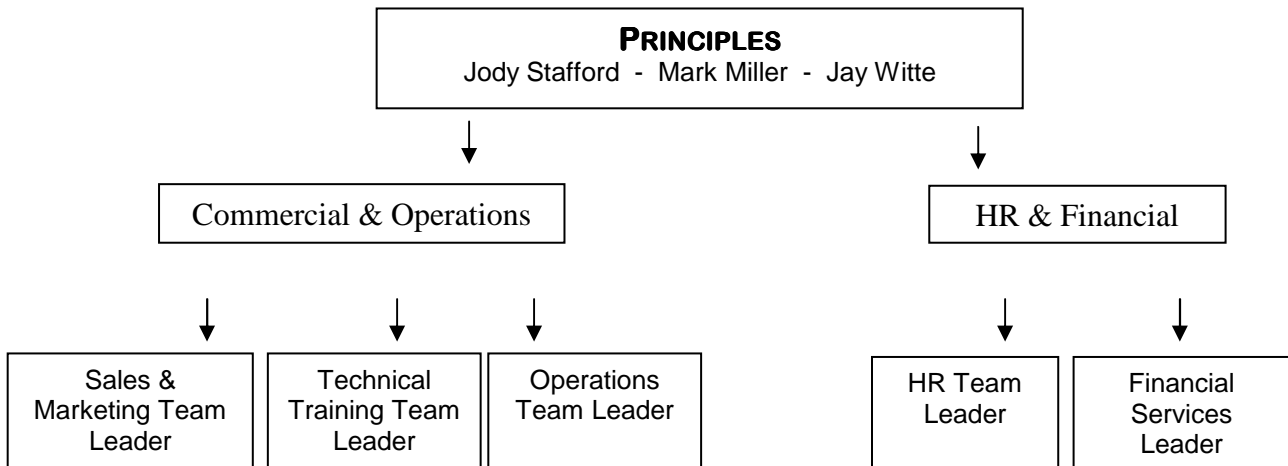 PRINCIPLES
Jody Stafford - Mark Miller - Jay Witte
Commercial & Operations
HR & Financial
Sales &
Marketing Team
Leader
Technical
Training Team
Leader
Operations
Team Leader
HR Team
Leader
Financial
Services
Leader